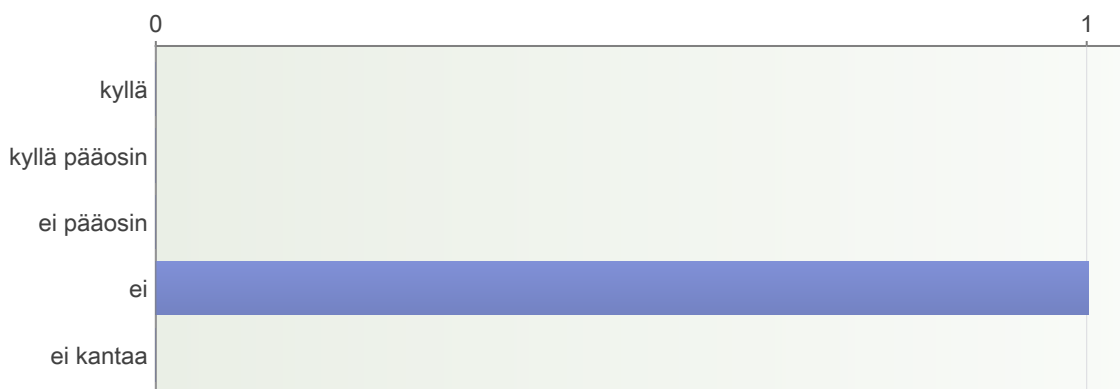 0 1
kyllä
kyllä pääosin
ei pääosin
ei
ei kantaa